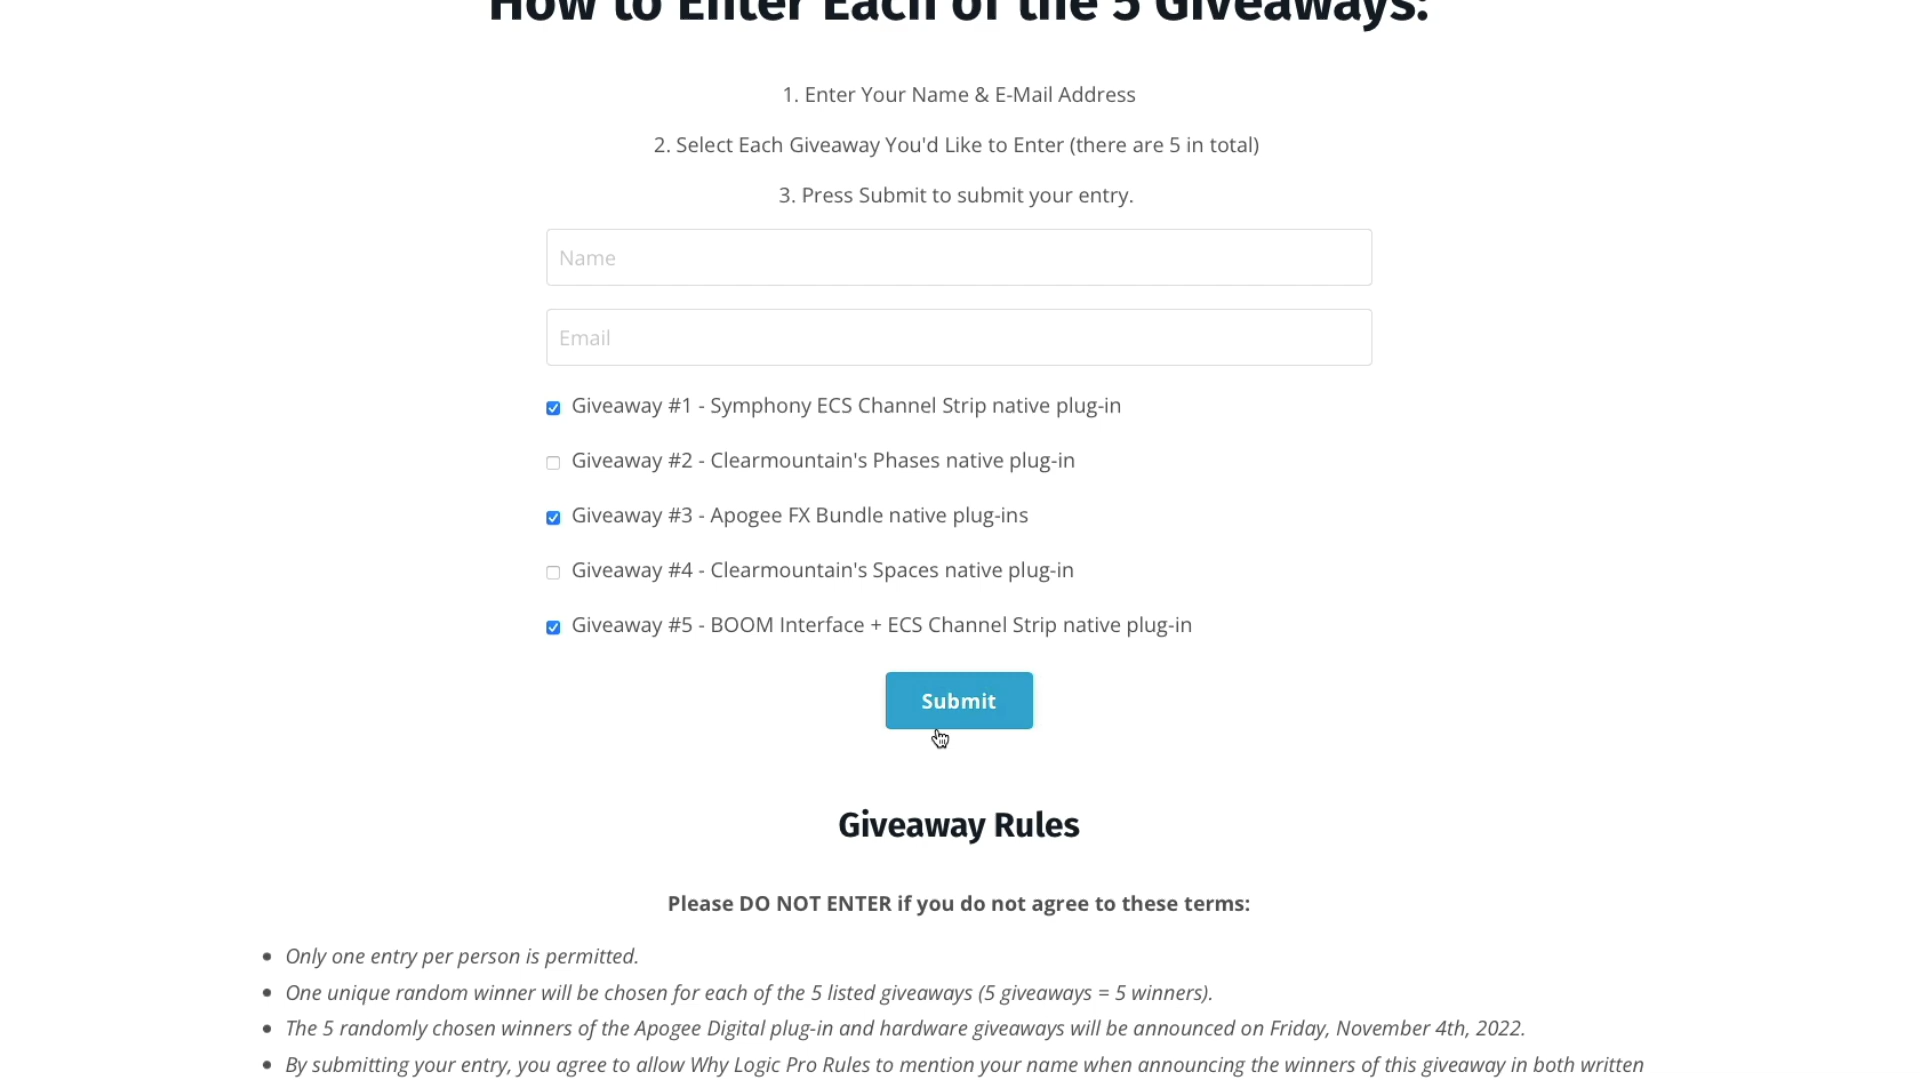 How to Enter Each of the 5 Giveaways:
1. Enter Your Name & E-Mail Address
2. Select Each Giveaway You'd Like to Enter (there are 5 in total)
3. Press Submit to submit your entry.
Name
Email
Giveaway #1 - Symphony ECS Channel Strip native plug-in
Giveaway #2 - Clearmountain's Phases native plug-in
Giveaway #3 - Apogee FX Bundle native plug-ins
Giveaway #4 - Clearmountain's Spaces native plug-in
Giveaway #5 - BOOM Interface + ECS Channel Strip native plug-in
Submit
Giveaway Rules
Please DO NOT ENTER if you do not agree to these terms:
Only one entry per person is permitted.
One unique random winner will be chosen for each of the 5 listed giveaways (5 giveaways = 5 winners).
The 5 randomly chosen winners of the Apogee Digital plug-in and hardware giveaways will be announced on Friday, November 4th, 2022.
By submitting your entry, you agree to allow Why Logic Pro Rules to mention your name when announcing the winners of this giveaway in both written